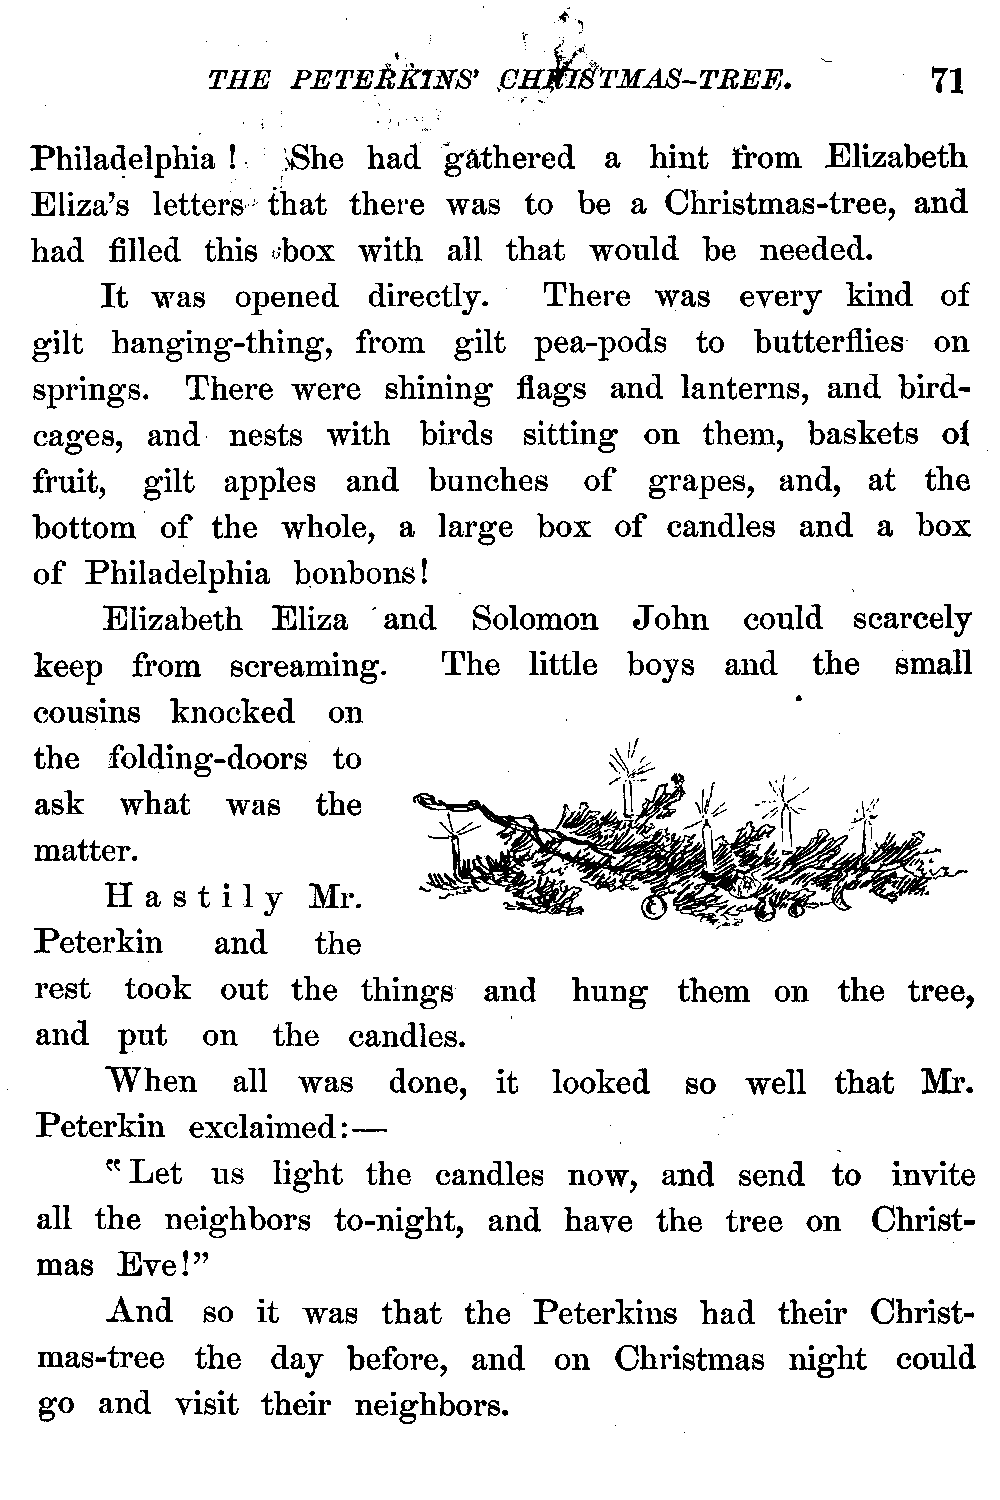 THE PETERKINS' CHRISTMAS-TREE. 71
Philadelphia! She had gathered a hint from Elizabeth
Eliza's letters that there was to be a Christmas-tree, and
had filled this box with all that would be needed.
It was opened directly. There was every kind of
gilt hanging-thing, from gilt pea-pods to butterflies on
springs. There were shining flags and lanterns, and bird-
cages, and nests with birds sitting on them, baskets of
fruit, gilt apples and bunches of grapes, and, at the
bottom of the whole, a large box of candles and a box
of Philadelphia bonbons!
Elizabeth Eliza and Solomon John could scarcely
keep from screaming. The little boys and the small
cousins knocked on
the folding-doors to
ask what was the
matter.
Hastily Mr.
Peterkin and the
rest took out the things and hung them on the tree,
and put on the candles.
When all was done, it looked so well that Mr.
Peterkin exclaimed:—
"Let us light the candles now, and send to invite
all the neighbors to-night, and have the tree on Christ-
mas Eve!"
And so it was that the Peterkins had their Christ-
mas-tree the day before, and on Christmas night could
go and visit their neighbors.